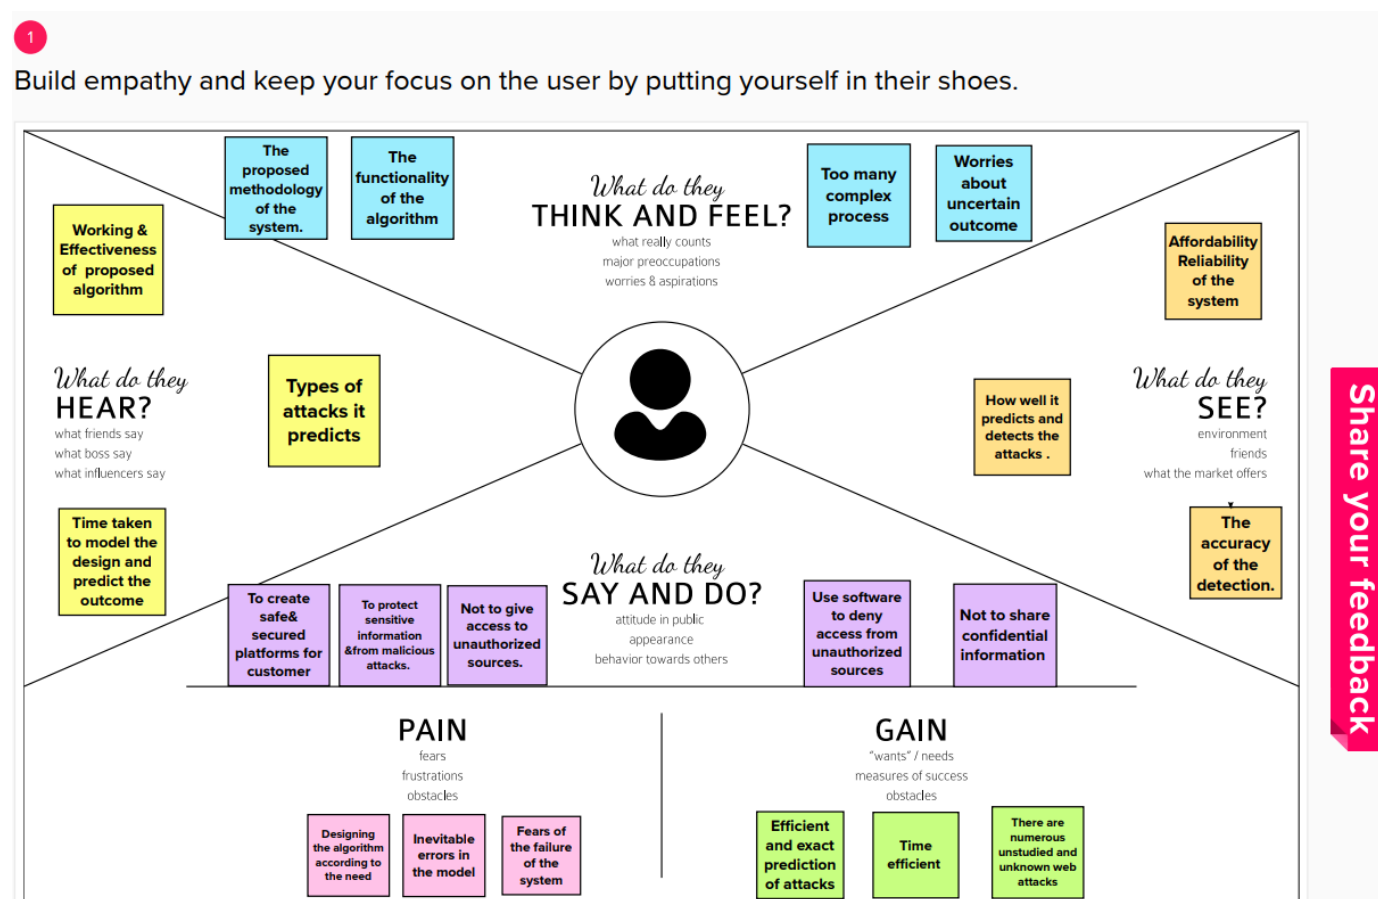 1
Build empathy and keep your focus on the user by putting yourself in their shoes.
The
proposed
methodology
of the
system.
The
functionality
of the
algorithm
What do they
THINK AND FEEL?
what really counts
major preoccupations
worries & aspirations
Too many
complex
process
Worries
about
uncertain
outcome
Working &
Effectiveness
of proposed
algorithm
What do they
HEAR?
what friends say
what boss say
what influencers say
Types of
attacks it
predicts
Time taken
to model the
design and
predict the
outcome
Affordability
Reliability
of the
system
How well it
predicts and
detects the
attacks .
What do they
SEE?
environment
friends
what the market offers
The
accuracy
of the
detection.
What do they
SAY AND DO?
attitude in public
appearance
behavior towards others
To create
safe&
secured
platforms for
customer
To protect
sensitive
information
&from malicious
attacks.
Not to give
access to
unauthorized
sources.
Use software
to deny
access from
unauthorized
sources
Not to share
confidential
information
PAIN
fears
frustrations
obstacles
Designing
the algorithm
according to
the need
Inevitable
errors in
the model
Fears of
the failure
of the
system
GAIN
"wants" / needs
measures of success
obstacles
Efficient
and exact
prediction
of attacks
Time
efficient
There are
numerous
unstudied and
unknown web
attacks
Share your feedback